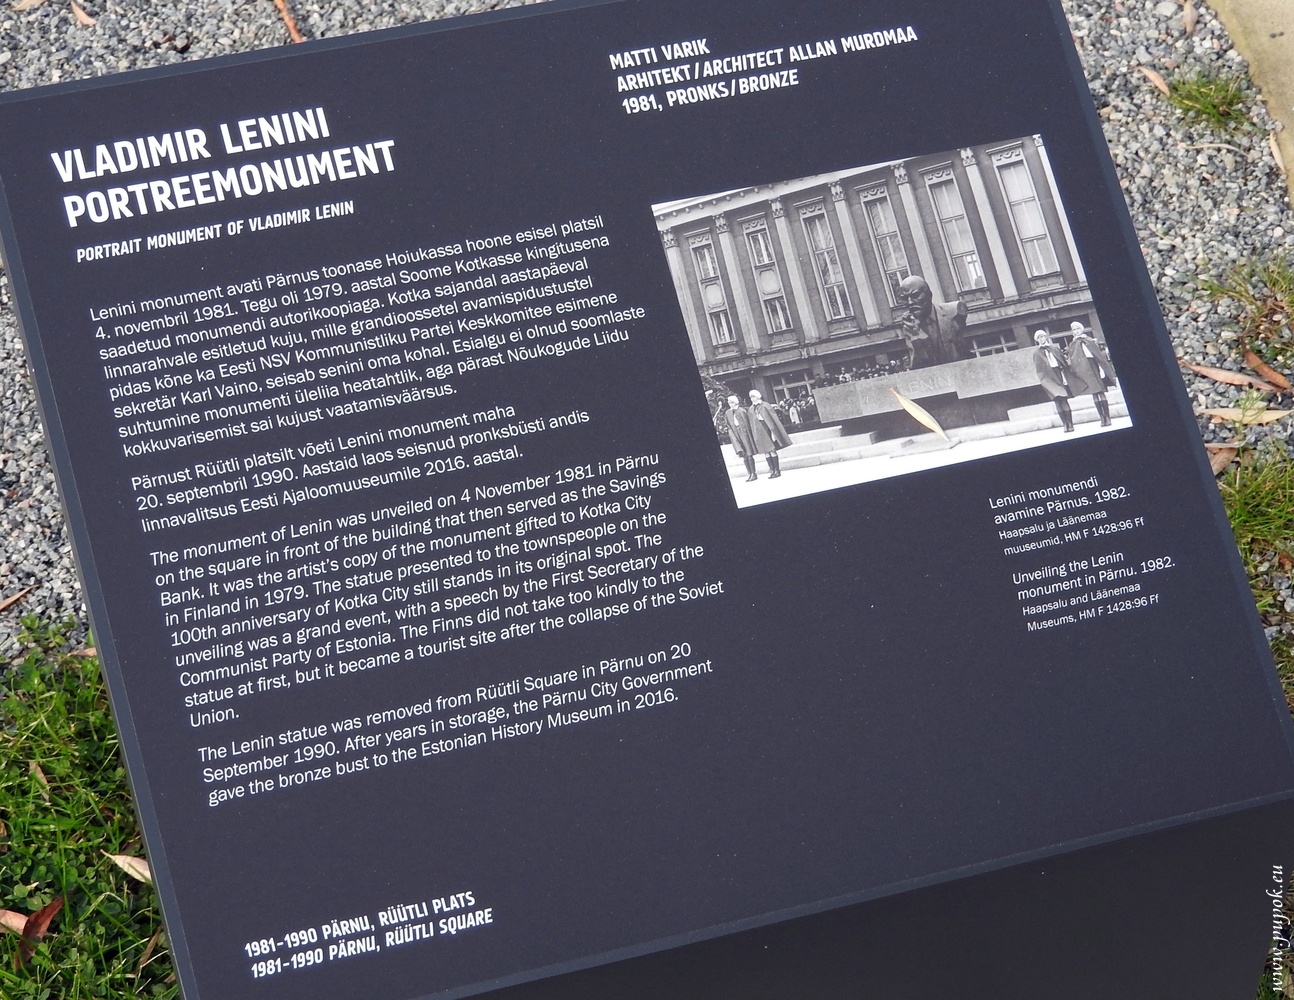 MATTI VARIK
ARHITEKT/ARCHITECT ALLAN MURDMAA
1981, PRONKS/BRONZE
VLADIMIR LENINI
PORTREEMONUMENT
PORTRAIT MONUMENT OF VLADIMIR LENIN
Lenini monument avati Pärnus toonase Hoiukassa hoone esisel platsil
4. novembril 1981. Tegu oli 1979. aastal Soome Kotkasse kingitusena
saadetud monumendi autorikoopiaga. Kotka sajandal aastapäeval
linnarahvale esitletud kuju, mille grandioossetel avamispidustustel
pidas kõne ka Eesti NSV Kommunistliku Partei Keskkomitee esimene
sekretär Karl Vaino, seisab senini oma kohal. Esialgu ei olnud soomlaste
suhtumine monumenti üleliia heatahtlik, aga pärast Nõukogude Liidu
kokkuvarisemist sai kujust vaatamisväärsus.
Pärnust Rüütli platsilt võeti Lenini monument maha
20. septembril 1990. Aastaid laos seisnud pronksbüsti andis
linnavalitsus Eesti Ajaloomuuseumile 2016. aastal.
The monument of Lenin was unveiled on 4 November 1981 in Pärnu
on the square in front of the building that then served as the Savings
Bank. It was the artist's copy of the monument gifted to Kotka City
in Finland in 1979. The statue presented to the townspeople on the
100th anniversary of Kotka City still stands in its original spot. The
unveiling was a grand event, with a speech by the First Secretary of the
Communist Party of Estonia. The Finns did not take too kindly to the
statue at first, but it became a tourist site after the collapse of the Soviet
Union.
The Lenin statue was removed from Rüütli Square in Pärnu on 20
September 1990. After years in storage, the Pärnu City Government
gave the bronze bust to the Estonian History Museum in 2016.
LENIN
Lenini monumendi
avamine Pärnus. 1982.
Haapsalu ja Läänemaa
muuseumid, HM F 1428:96 Ff
Unveiling the Lenin
monument in Pärnu. 1982.
Haapsalu and Läänemaa
Museums, HM F 1428:96 Ff
1981–1990 PÄRNU, RÜÜTLI PLATS
1981–1990 PÄRNU, RÜÜTLI SQUARE
www.pupok.eu